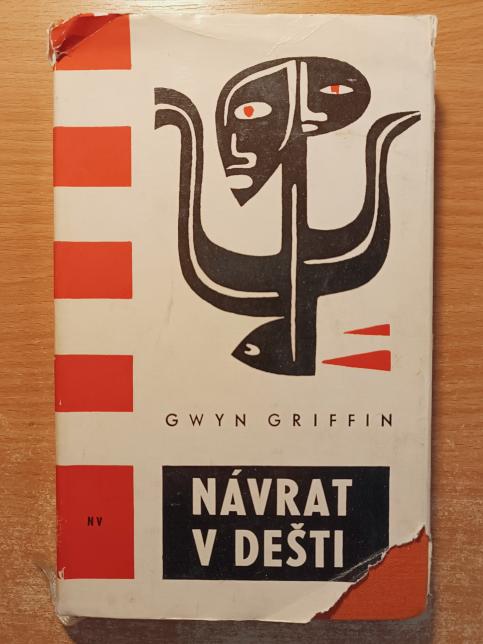 GWYN GRIFFIN
NÁVRAT
V DEŠTI
NV